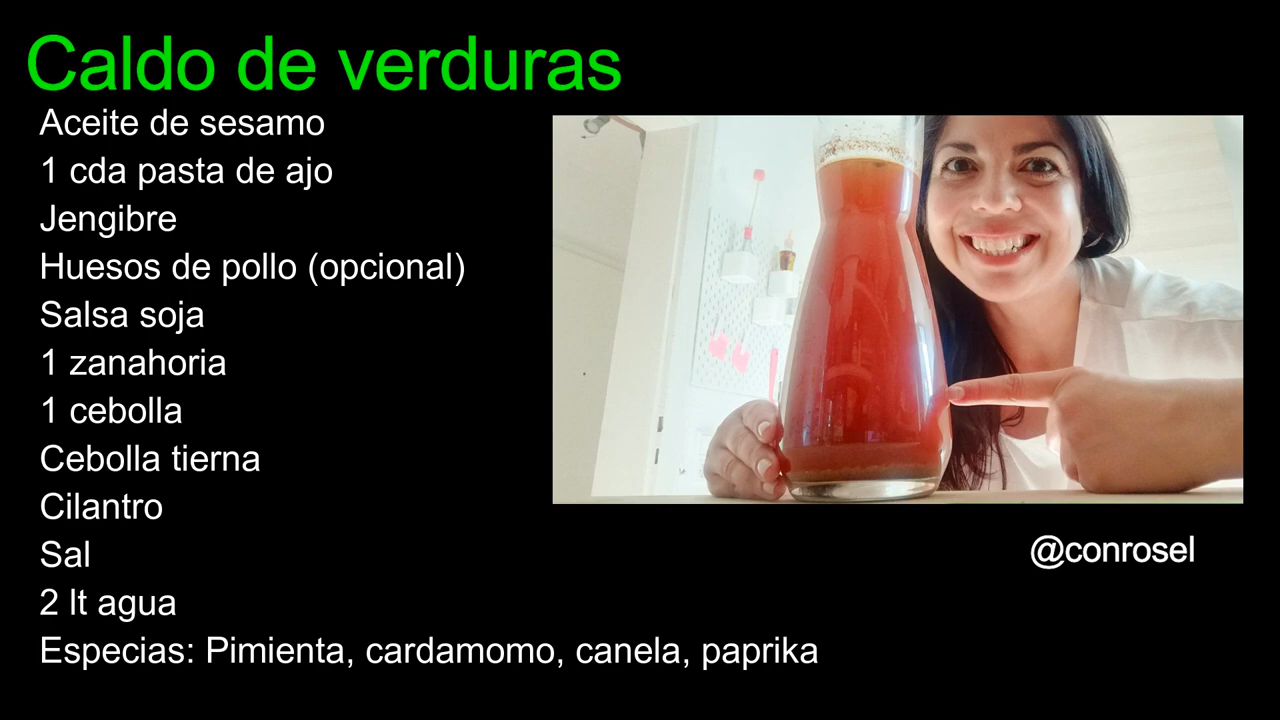 Caldo de verduras
Aceite de sesamo
1 cda pasta de ajo
Jengibre
Huesos de pollo (opcional)
Salsa soja
1 zanahoria
1 cebolla
Cebolla tierna
Cilantro
Sal
2 lt agua
Especias: Pimienta, cardamomo, canela, paprika
@conrosel